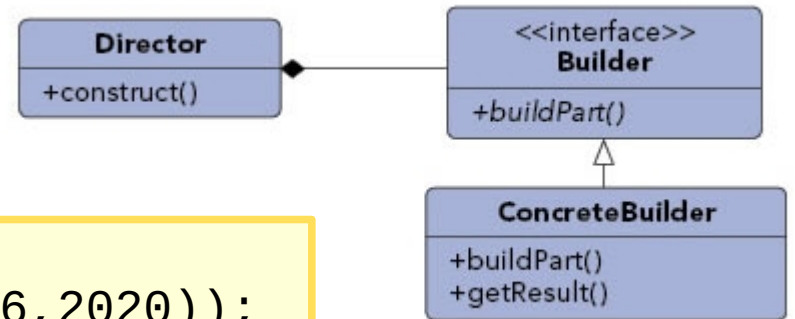 Director
+construct()
<<interface>>
Builder
+buildPart()
ConcreteBuilder
+buildPart()
+getResult()
6,2020));